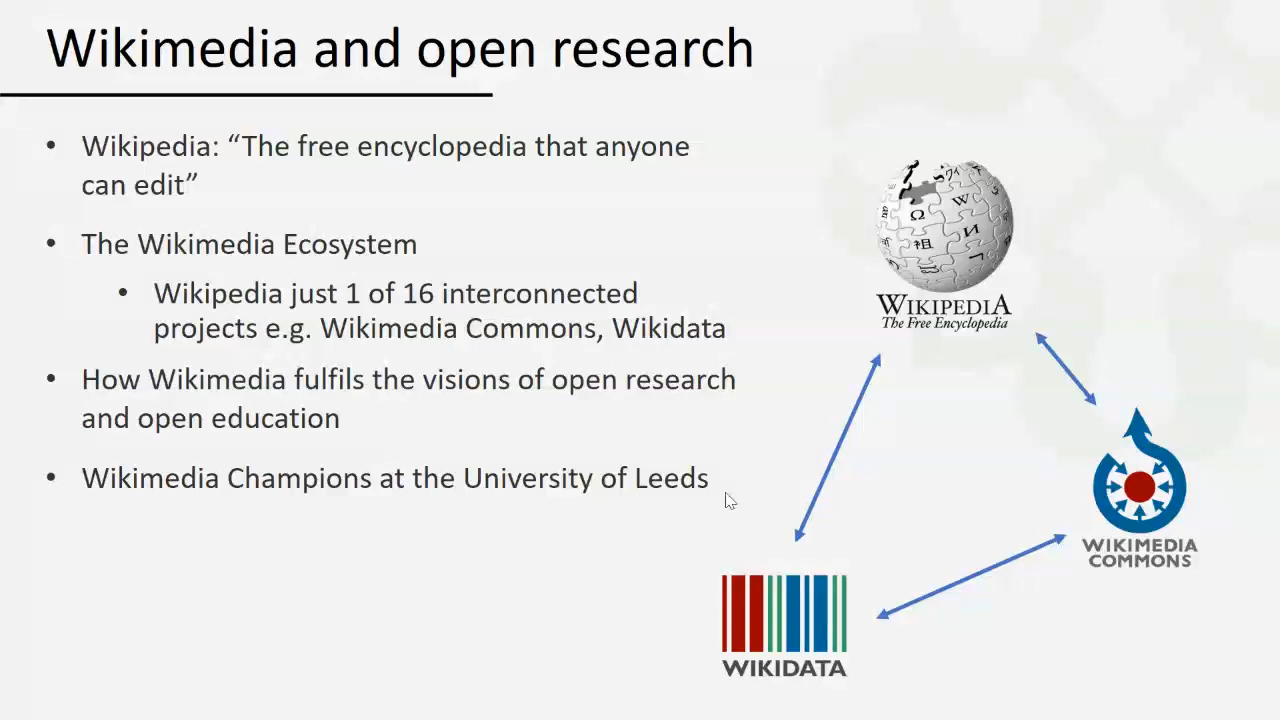 Wikimedia and open research
• Wikipedia: “The free encyclopedia that anyone
can edit”
• The Wikimedia Ecosystem
• Wikipedia just 1 of 16 interconnected
projects e.g. Wikimedia Commons, Wikidata
• How Wikimedia fulfils the visions of open research
and open education
• Wikimedia Champions at the University of Leeds
Ω W
祖 И
WIKIPEDIA
The Free Encyclopedia
WIKIMEDIA
COMMONS
WIKIDATA